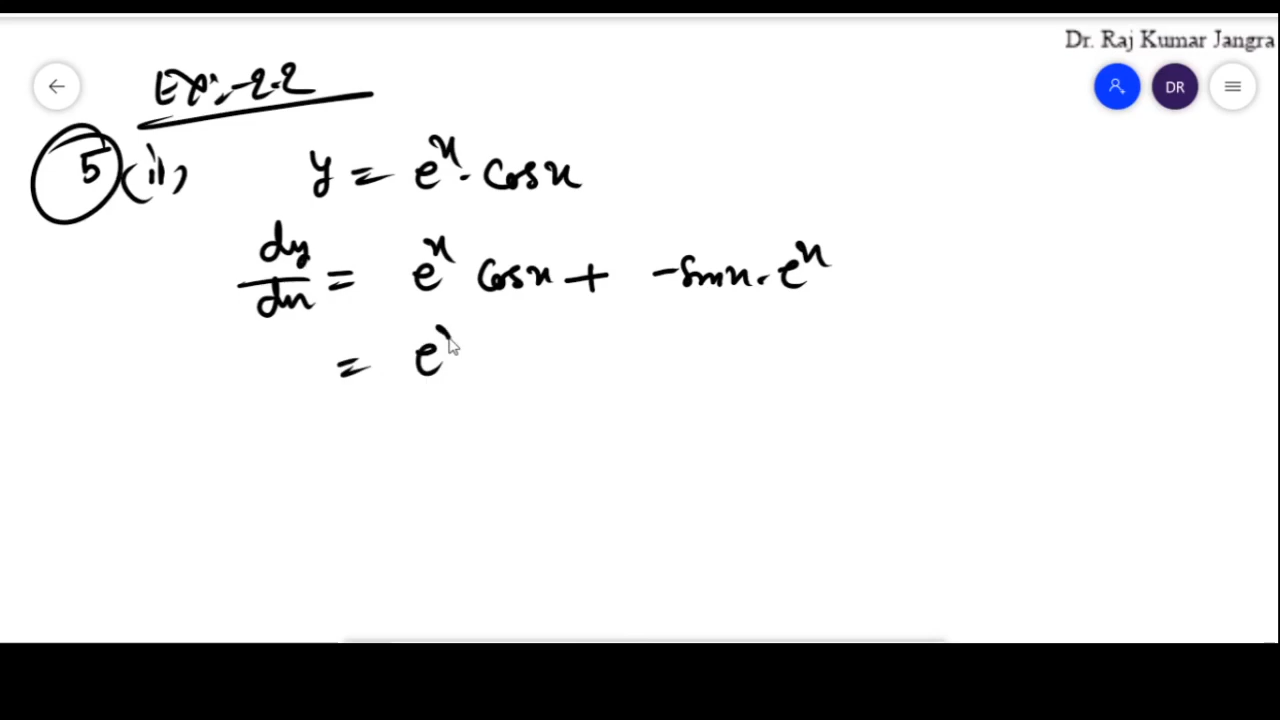 Dr. Raj Kumar Jangra
DR
Ex:-2.2
5 (ii) y = e^x . cos x
dy/dx = e^x cos x + -sin x . e^x
= e